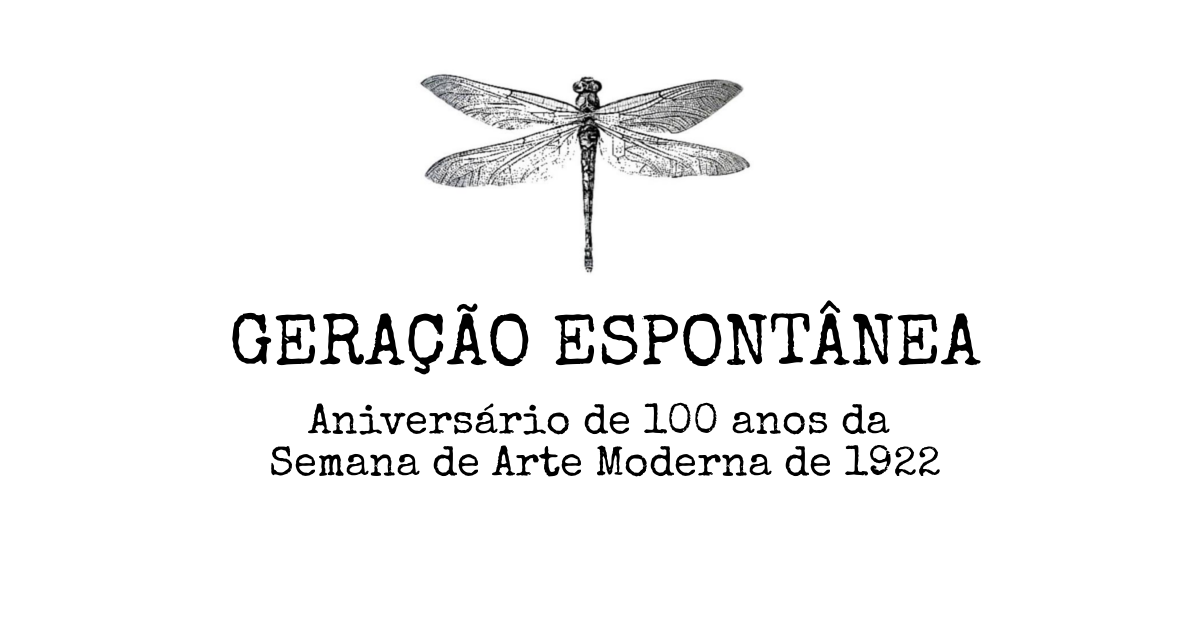 GERAÇÃO ESPONTÂNEA
Aniversário de 100 anos da
Semana de Arte Moderna de 1922